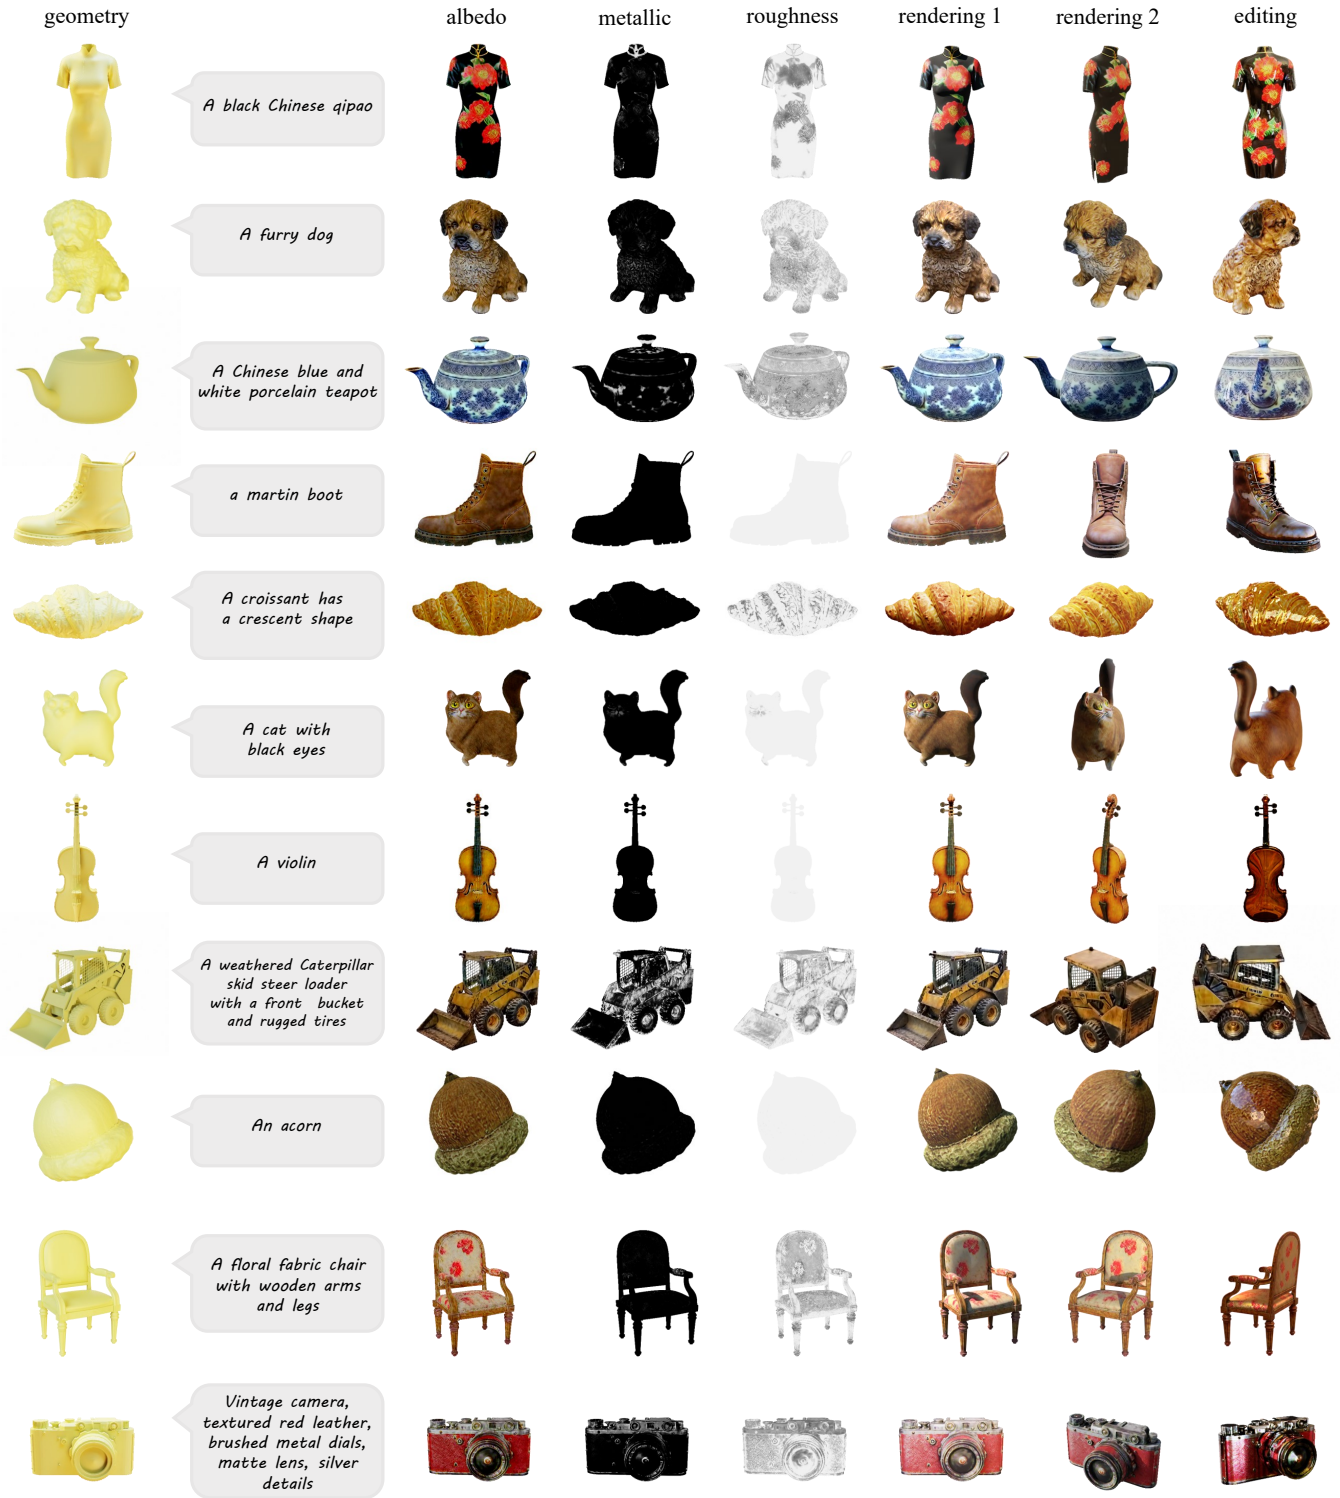 geometry albedo metallic roughness rendering 1 rendering 2 editing
A black Chinese qipao
A furry dog
A Chinese blue and
white porcelain teapot
a martin boot
A croissant has
a crescent shape
A cat with
black eyes
A violin
A weathered Caterpillar
skid steer loader
with a front bucket
and rugged tires
An acorn
A floral fabric chair
with wooden arms
and legs
Vintage camera,
textured red leather,
brushed metal dials,
matte lens, silver
details